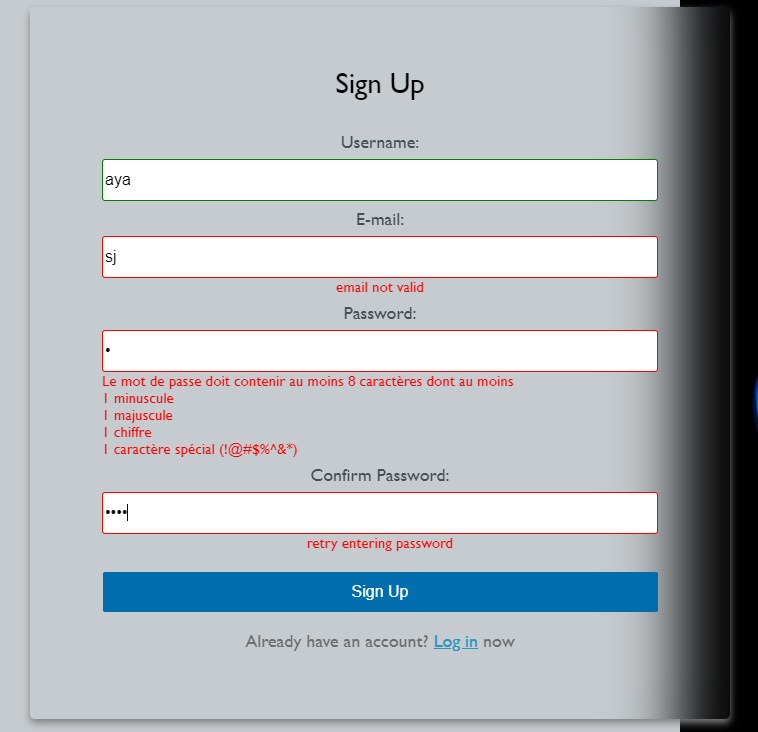 Sign Up
Username:
aya
E-mail:
sj
email not valid
Password:
•
Le mot de passe doit contenir au moins 8 caractères dont au moins
1 minuscule
1 majuscule
1 chiffre
1 caractère spécial (!@#$%^&*)
Confirm Password:
••••
retry entering password
Sign Up
Already have an account? Log in now